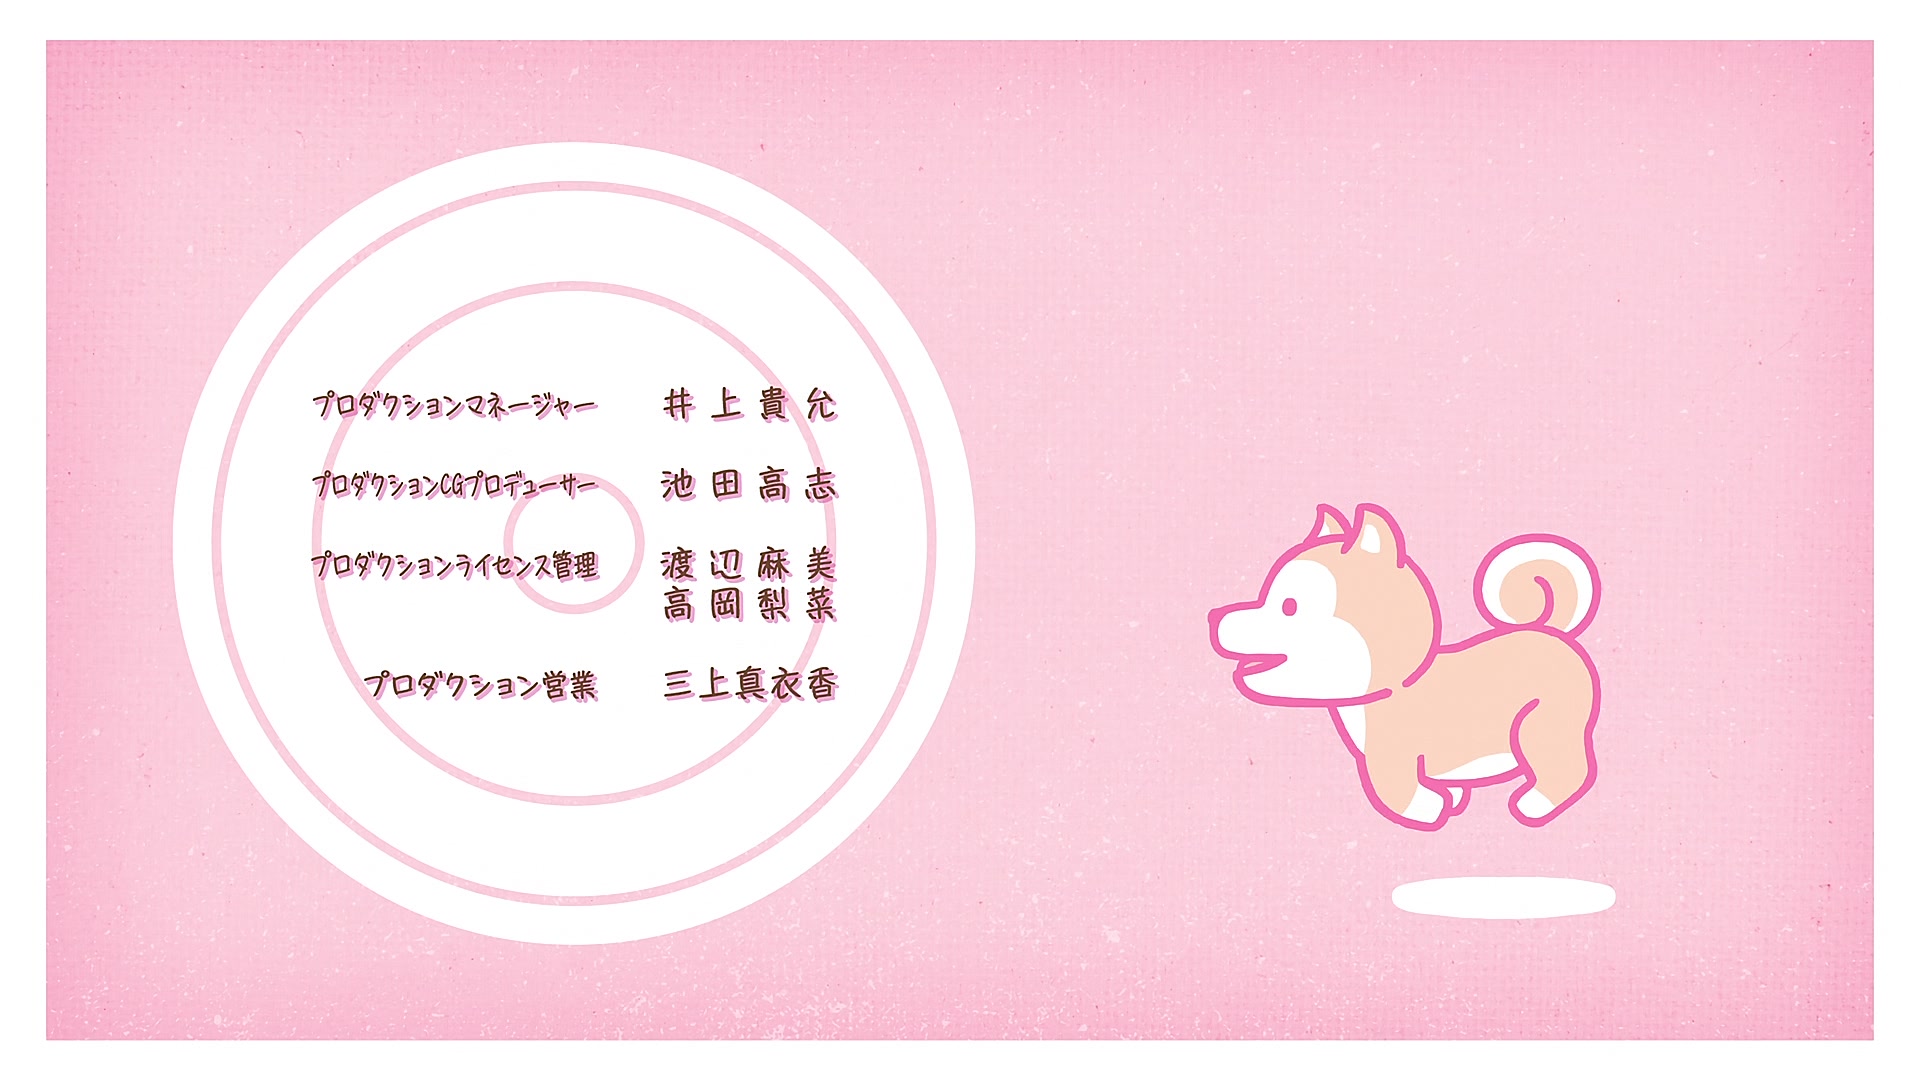 プロダクションマネージャー 井上貴允
プロダクションCGプロデューサー 池田高志
プロダクションライセンス管理 渡辺麻美
高岡梨菜
プロダクション営業 三上真衣香